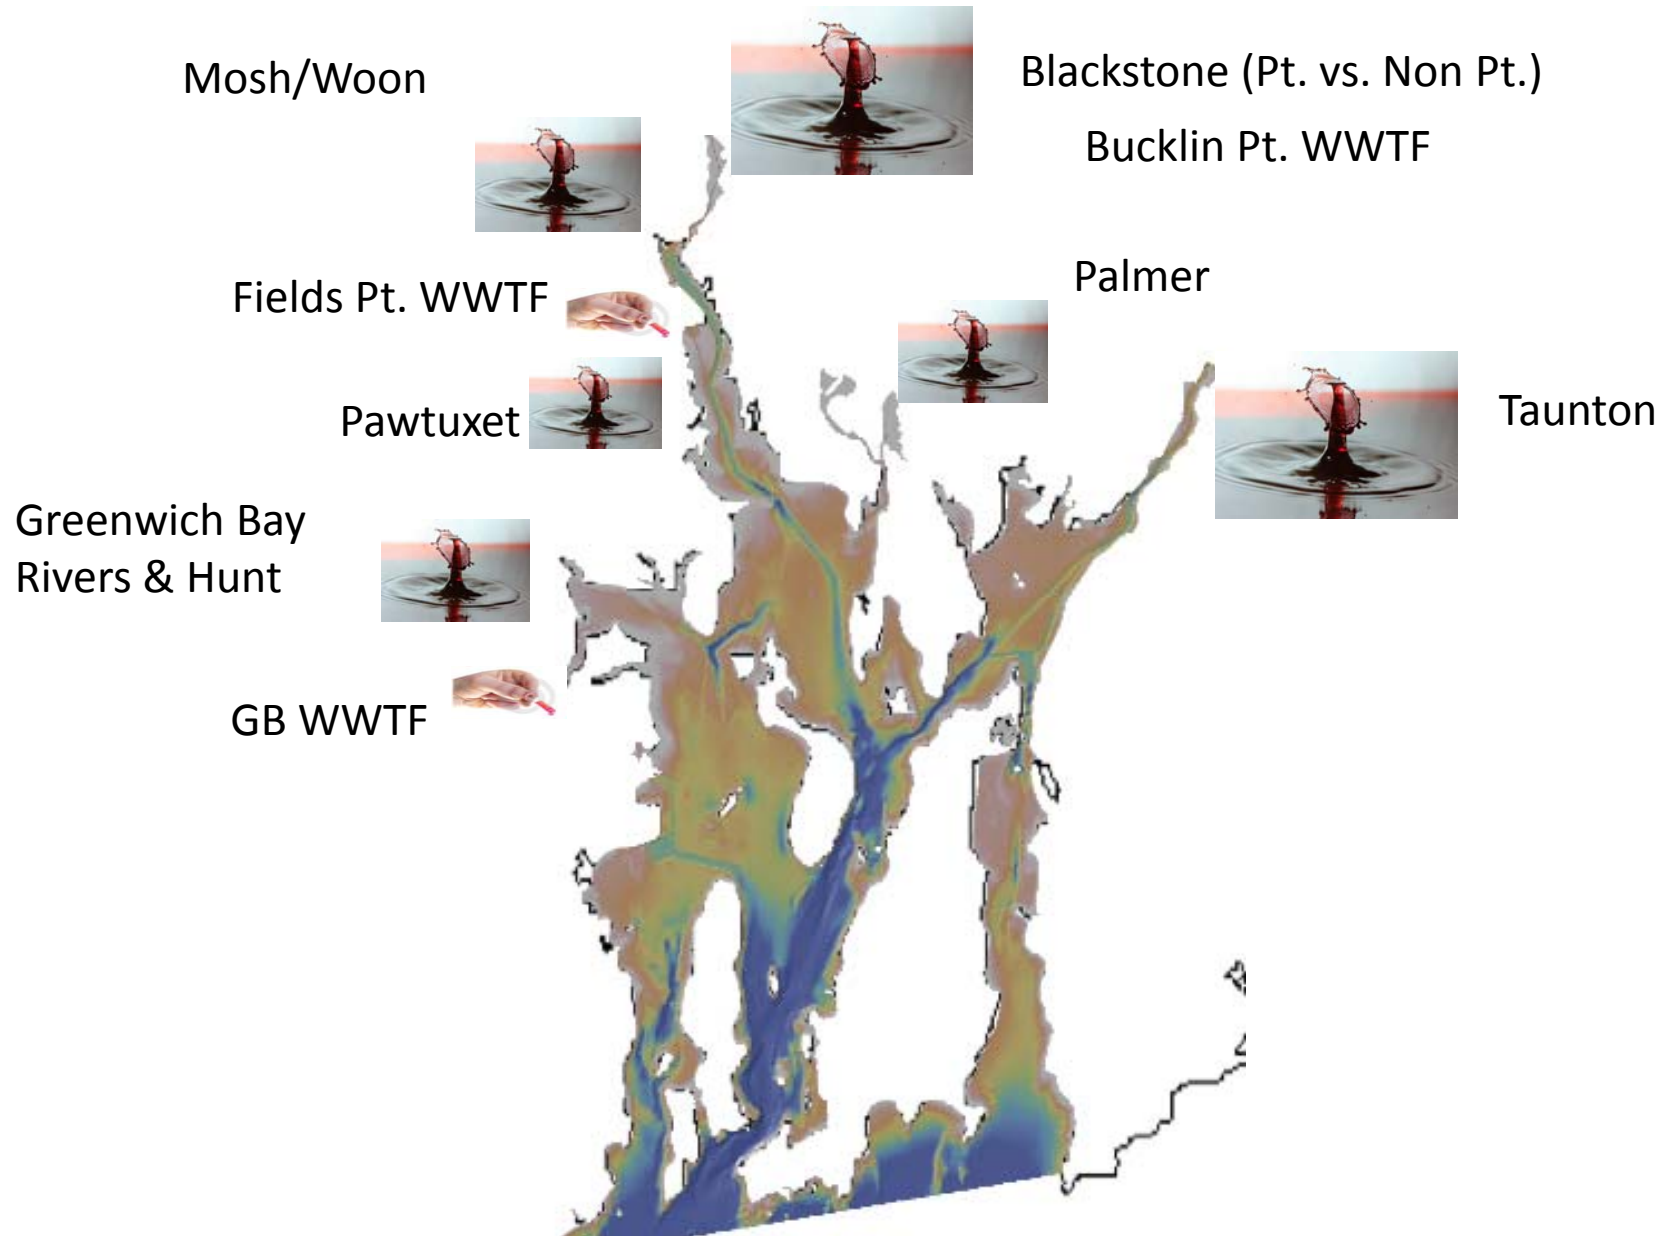 Mosh/Woon
Blackstone (Pt. vs. Non Pt.)
Bucklin Pt. WWTF
Palmer
Fields Pt. WWTF
Pawtuxet
Taunton
Greenwich Bay
Rivers & Hunt
GB WWTF